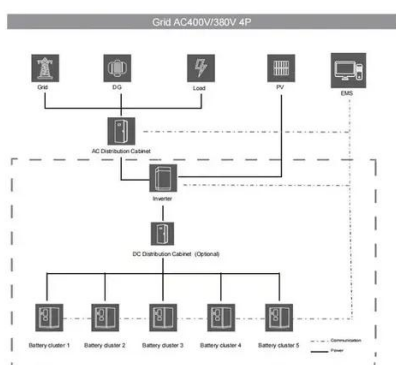 Grid AC400V/380V 4P
Grid
DG
Load
PV
EMS
AC Distribution Cabinet
Inverter
DC Distribution Cabinet (Optional)
Battery cluster 1
Battery cluster 2
Battery cluster 3
Battery cluster 4
Battery cluster 5
Communication
Power